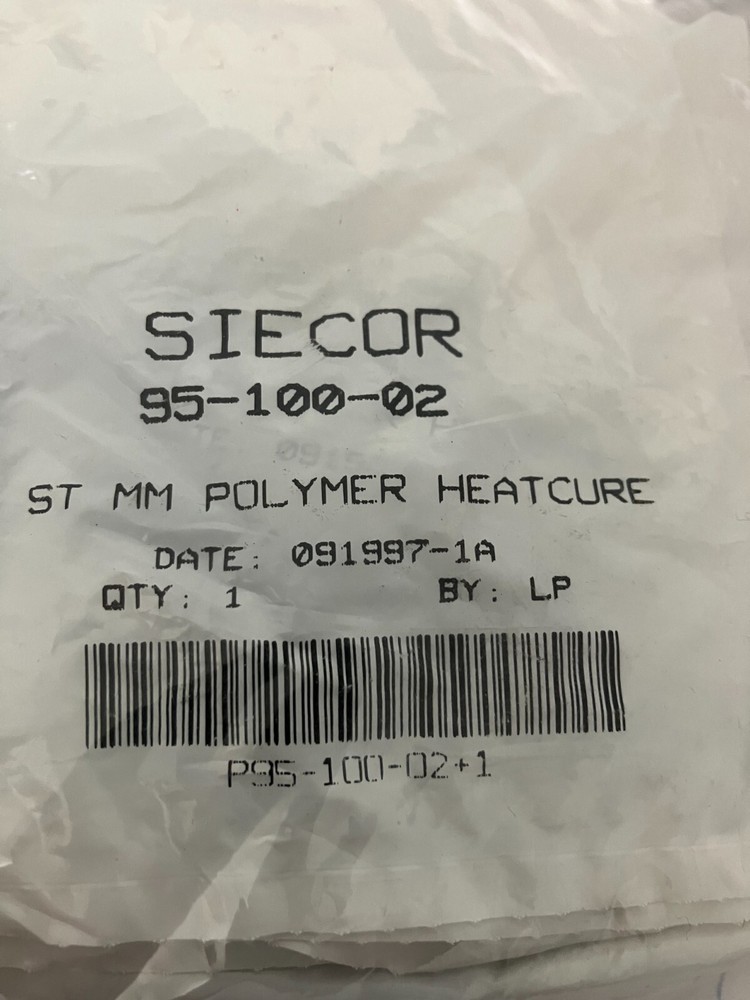 SIECOR
95-100-02
ST MM POLYMER HEATCURE
DATE: 091997-1A
QTY: 1 BY: LP
P95-100-02+1